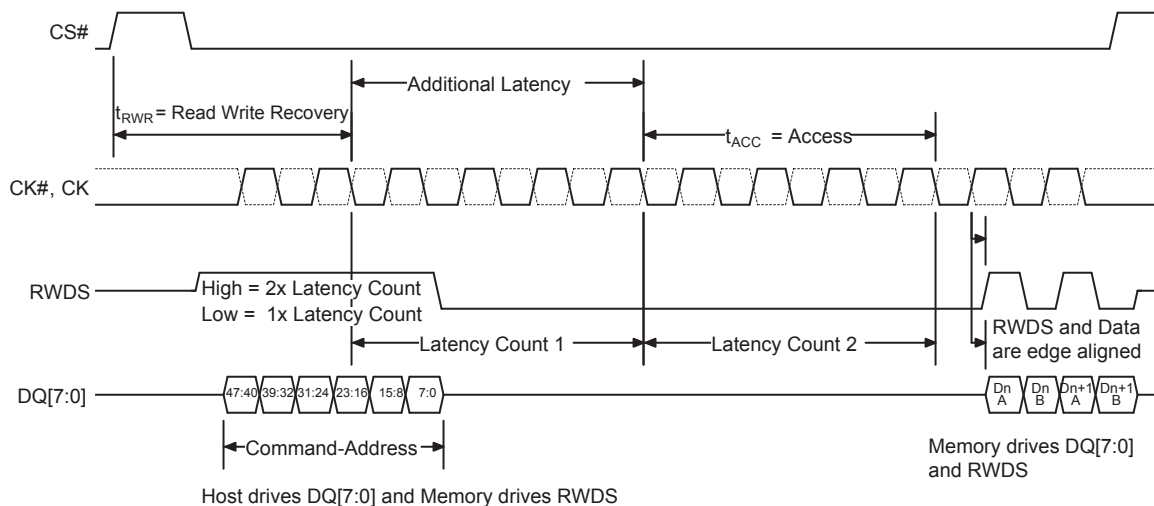 CS#
Additional Latency
tRWR = Read Write Recovery
tACC = Access
CK#, CK
RWDS
High = 2x Latency Count
Low = 1x Latency Count
Latency Count 1
Latency Count 2
RWDS and Data
are edge aligned
DQ[7:0]
47:40 39:32 31:24 23:16 15:8 7:0
Dn A
Dn B
Dn+1 A
Dn+1 B
Command-Address
Memory drives DQ[7:0]
and RWDS
Host drives DQ[7:0] and Memory drives RWDS